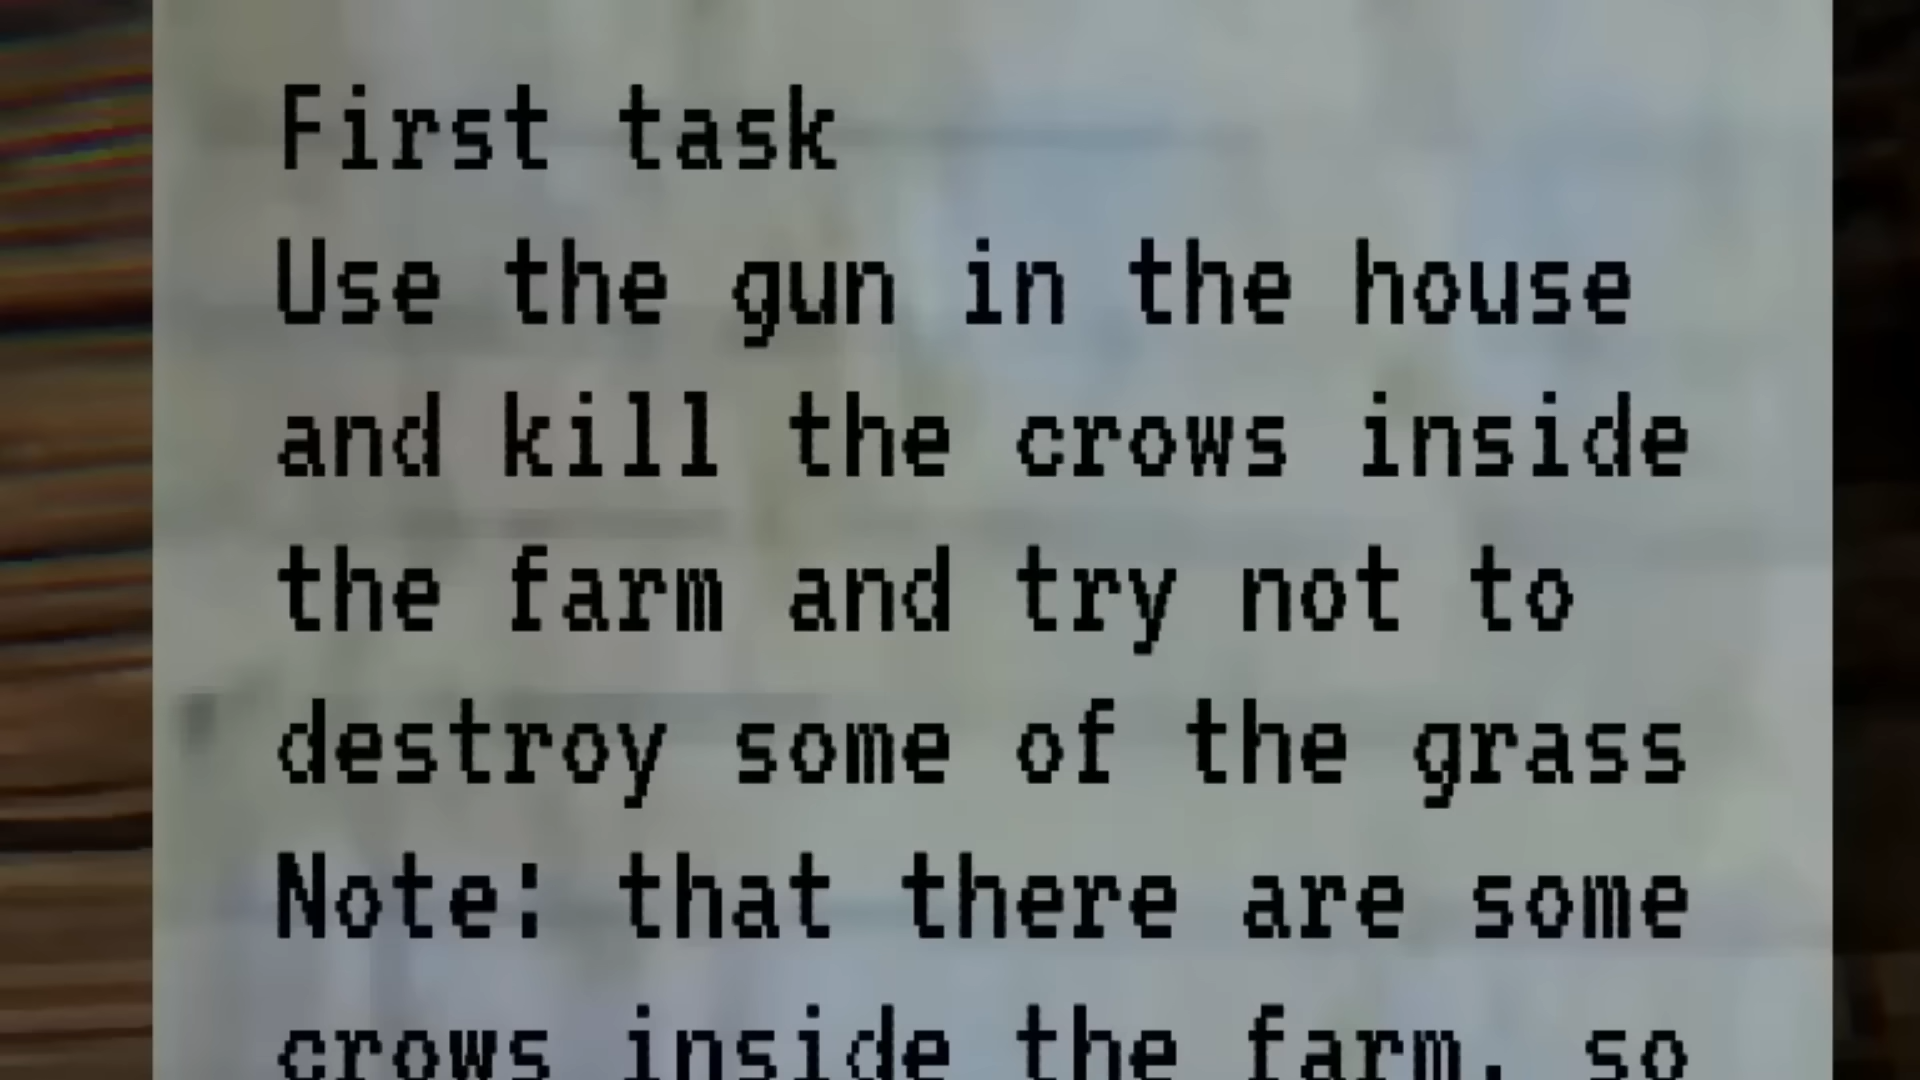 First task
Use the gun in the house
and kill the crows inside
the farm and try not to
destroy some of the grass
Note: that there are some
crows inside the farm, so